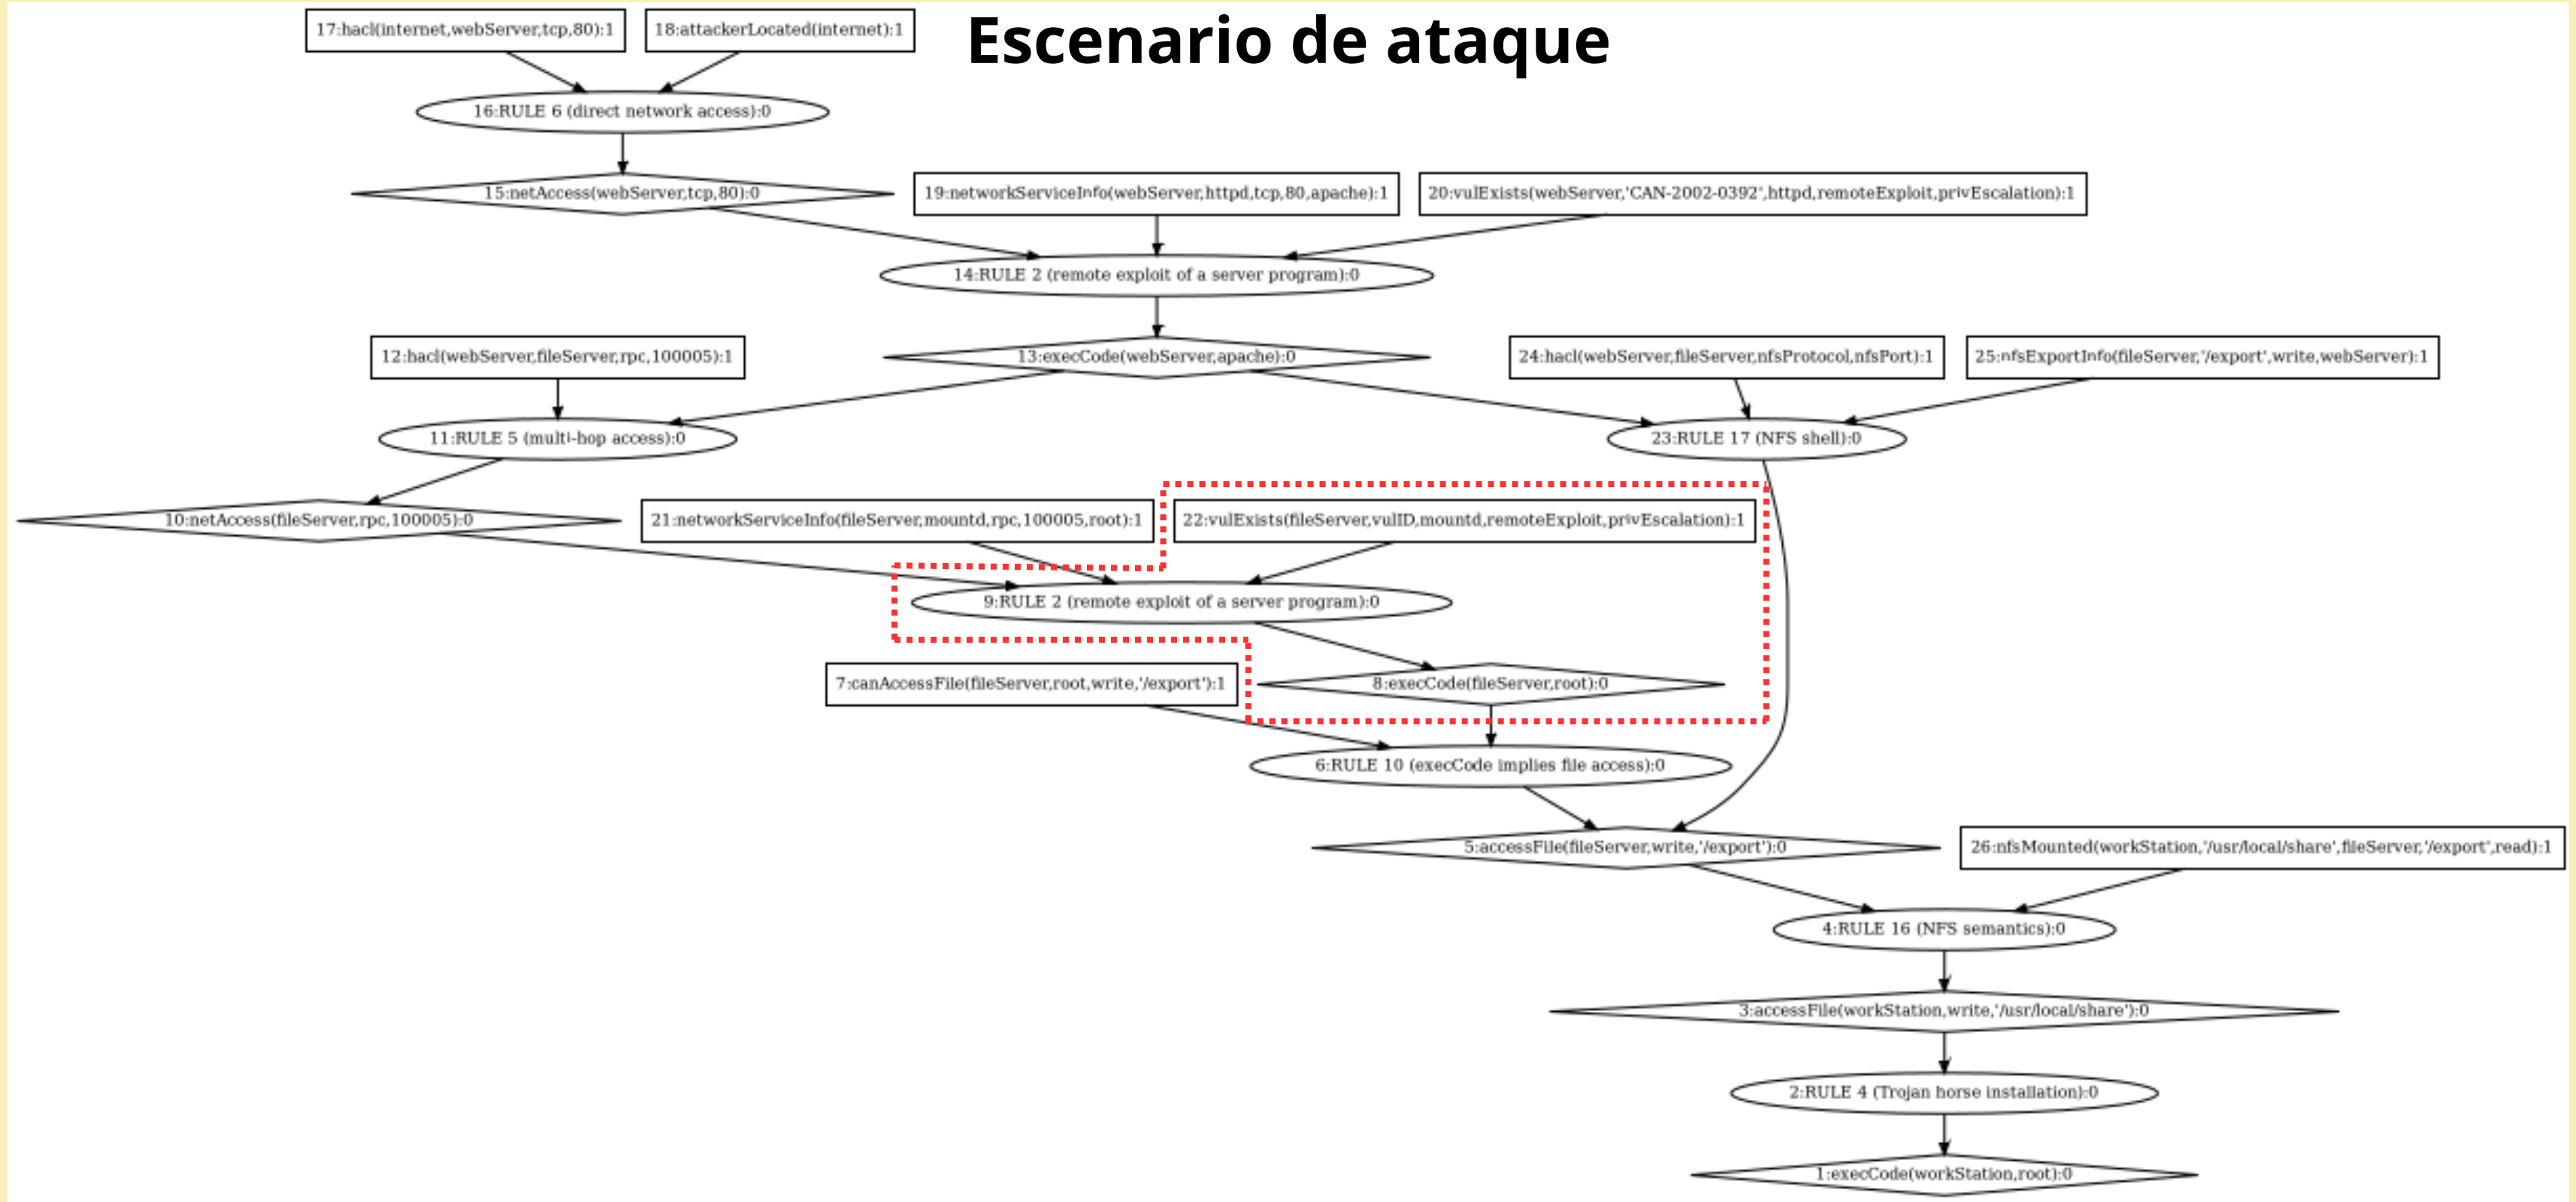 Escenario de ataque
17:hacl(internet,webServer,tcp,80):1
18:attackerLocated(internet):1
16:RULE 6 (direct network access):0
15:netAccess(webServer,tcp,80):0
19:networkServiceInfo(webServer,httpd,tcp,80,apache):1
20:vulExists(webServer,'CAN-2002-0392',httpd,remoteExploit,privEscalation):1
14:RULE 2 (remote exploit of a server program):0
12:hacl(webServer,fileServer,rpc,100005):1
13:execCode(webServer,apache):0
24:hacl(webServer,fileServer,nfsProtocol,nfsPort):1
25:nfsExportInfo(fileServer,'/export',write,webServer):1
11:RULE 5 (multi-hop access):0
23:RULE 17 (NFS shell):0
10:netAccess(fileServer,rpc,100005):0
21:networkServiceInfo(fileServer,mountd,rpc,100005,root):1
22:vulExists(fileServer,vulID,mountd,remoteExploit,privEscalation):1
9:RULE 2 (remote exploit of a server program):0
7:canAccessFile(fileServer,root,write,'/export'):1
8:execCode(fileServer,root):0
6:RULE 10 (execCode implies file access):0
5:accessFile(fileServer,write,'/export'):0
26:nfsMounted(workStation,'/usr/local/share',fileServer,'/export',read):1
4:RULE 16 (NFS semantics):0
3:accessFile(workStation,write,'/usr/local/share'):0
2:RULE 4 (Trojan horse installation):0
1:execCode(workStation,root):0